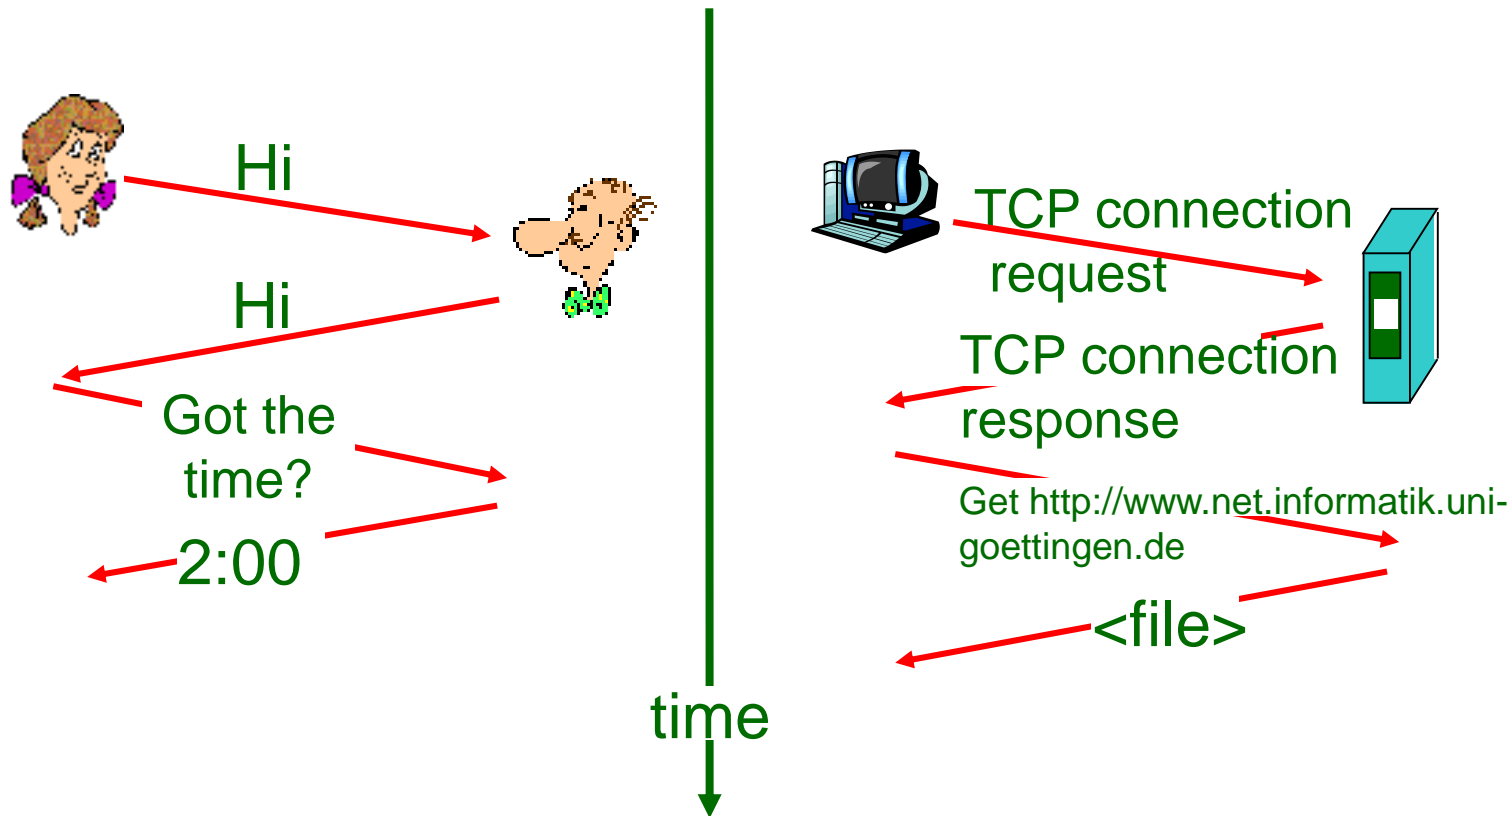 Hi
Hi
Got the
time?
2:00
time
TCP connection
request
TCP connection
response
Get http://www.net.informatik.uni-
goettingen.de
<file>